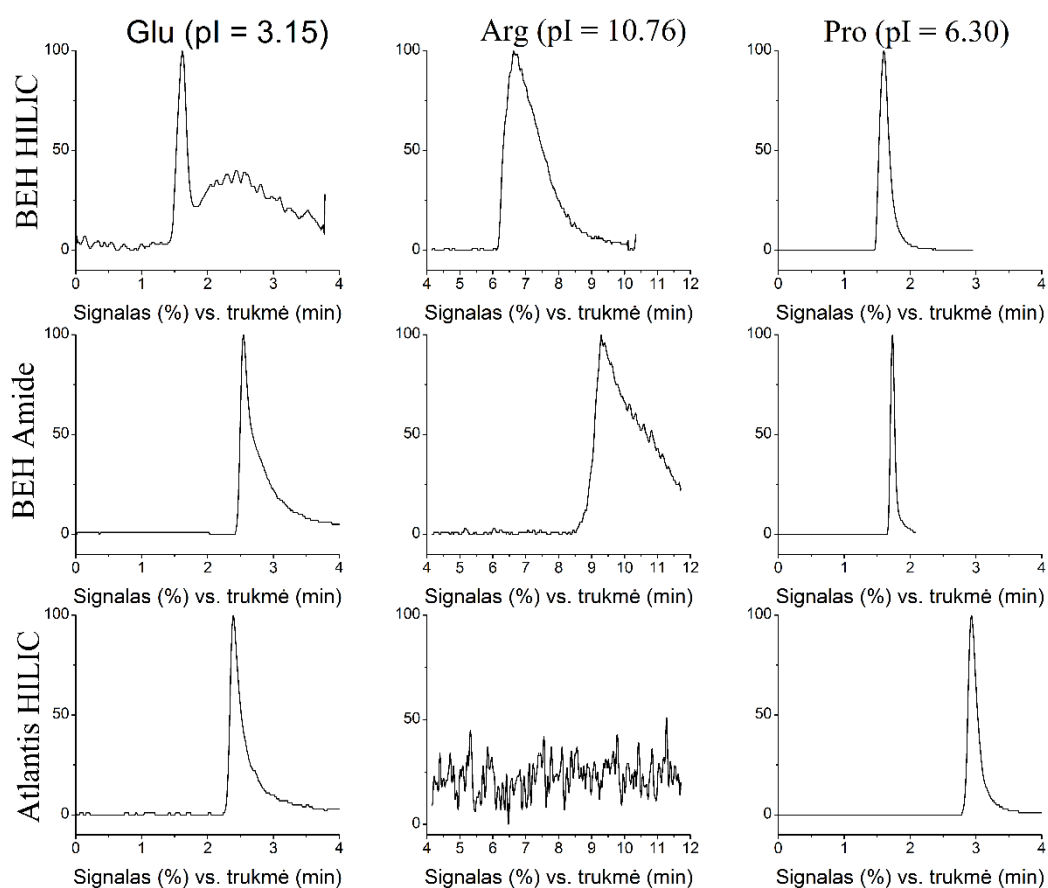 Glu (pI = 3.15) Arg (pI = 10.76) Pro (pI = 6.30)
BEH HILIC
100 100 100
50 50 50
0 0 0
0 1 2 3 4 4 5 6 7 8 9 10 11 12 0 1 2 3 4
Signalas (%) vs. trukmė (min) Signalas (%) vs. trukmė (min) Signalas (%) vs. trukmė (min)
BEH Amide
100 100 100
50 50 50
0 0 0
0 1 2 3 4 4 5 6 7 8 9 10 11 12 0 1 2 3 4
Signalas (%) vs. trukmė (min) Signalas (%) vs. trukmė (min) Signalas (%) vs. trukmė (min)
Atlantis HILIC
100 100 100
50 50 50
0 0 0
0 1 2 3 4 4 5 6 7 8 9 10 11 12 0 1 2 3 4
Signalas (%) vs. trukmė (min) Signalas (%) vs. trukmė (min) Signalas (%) vs. trukmė (min)